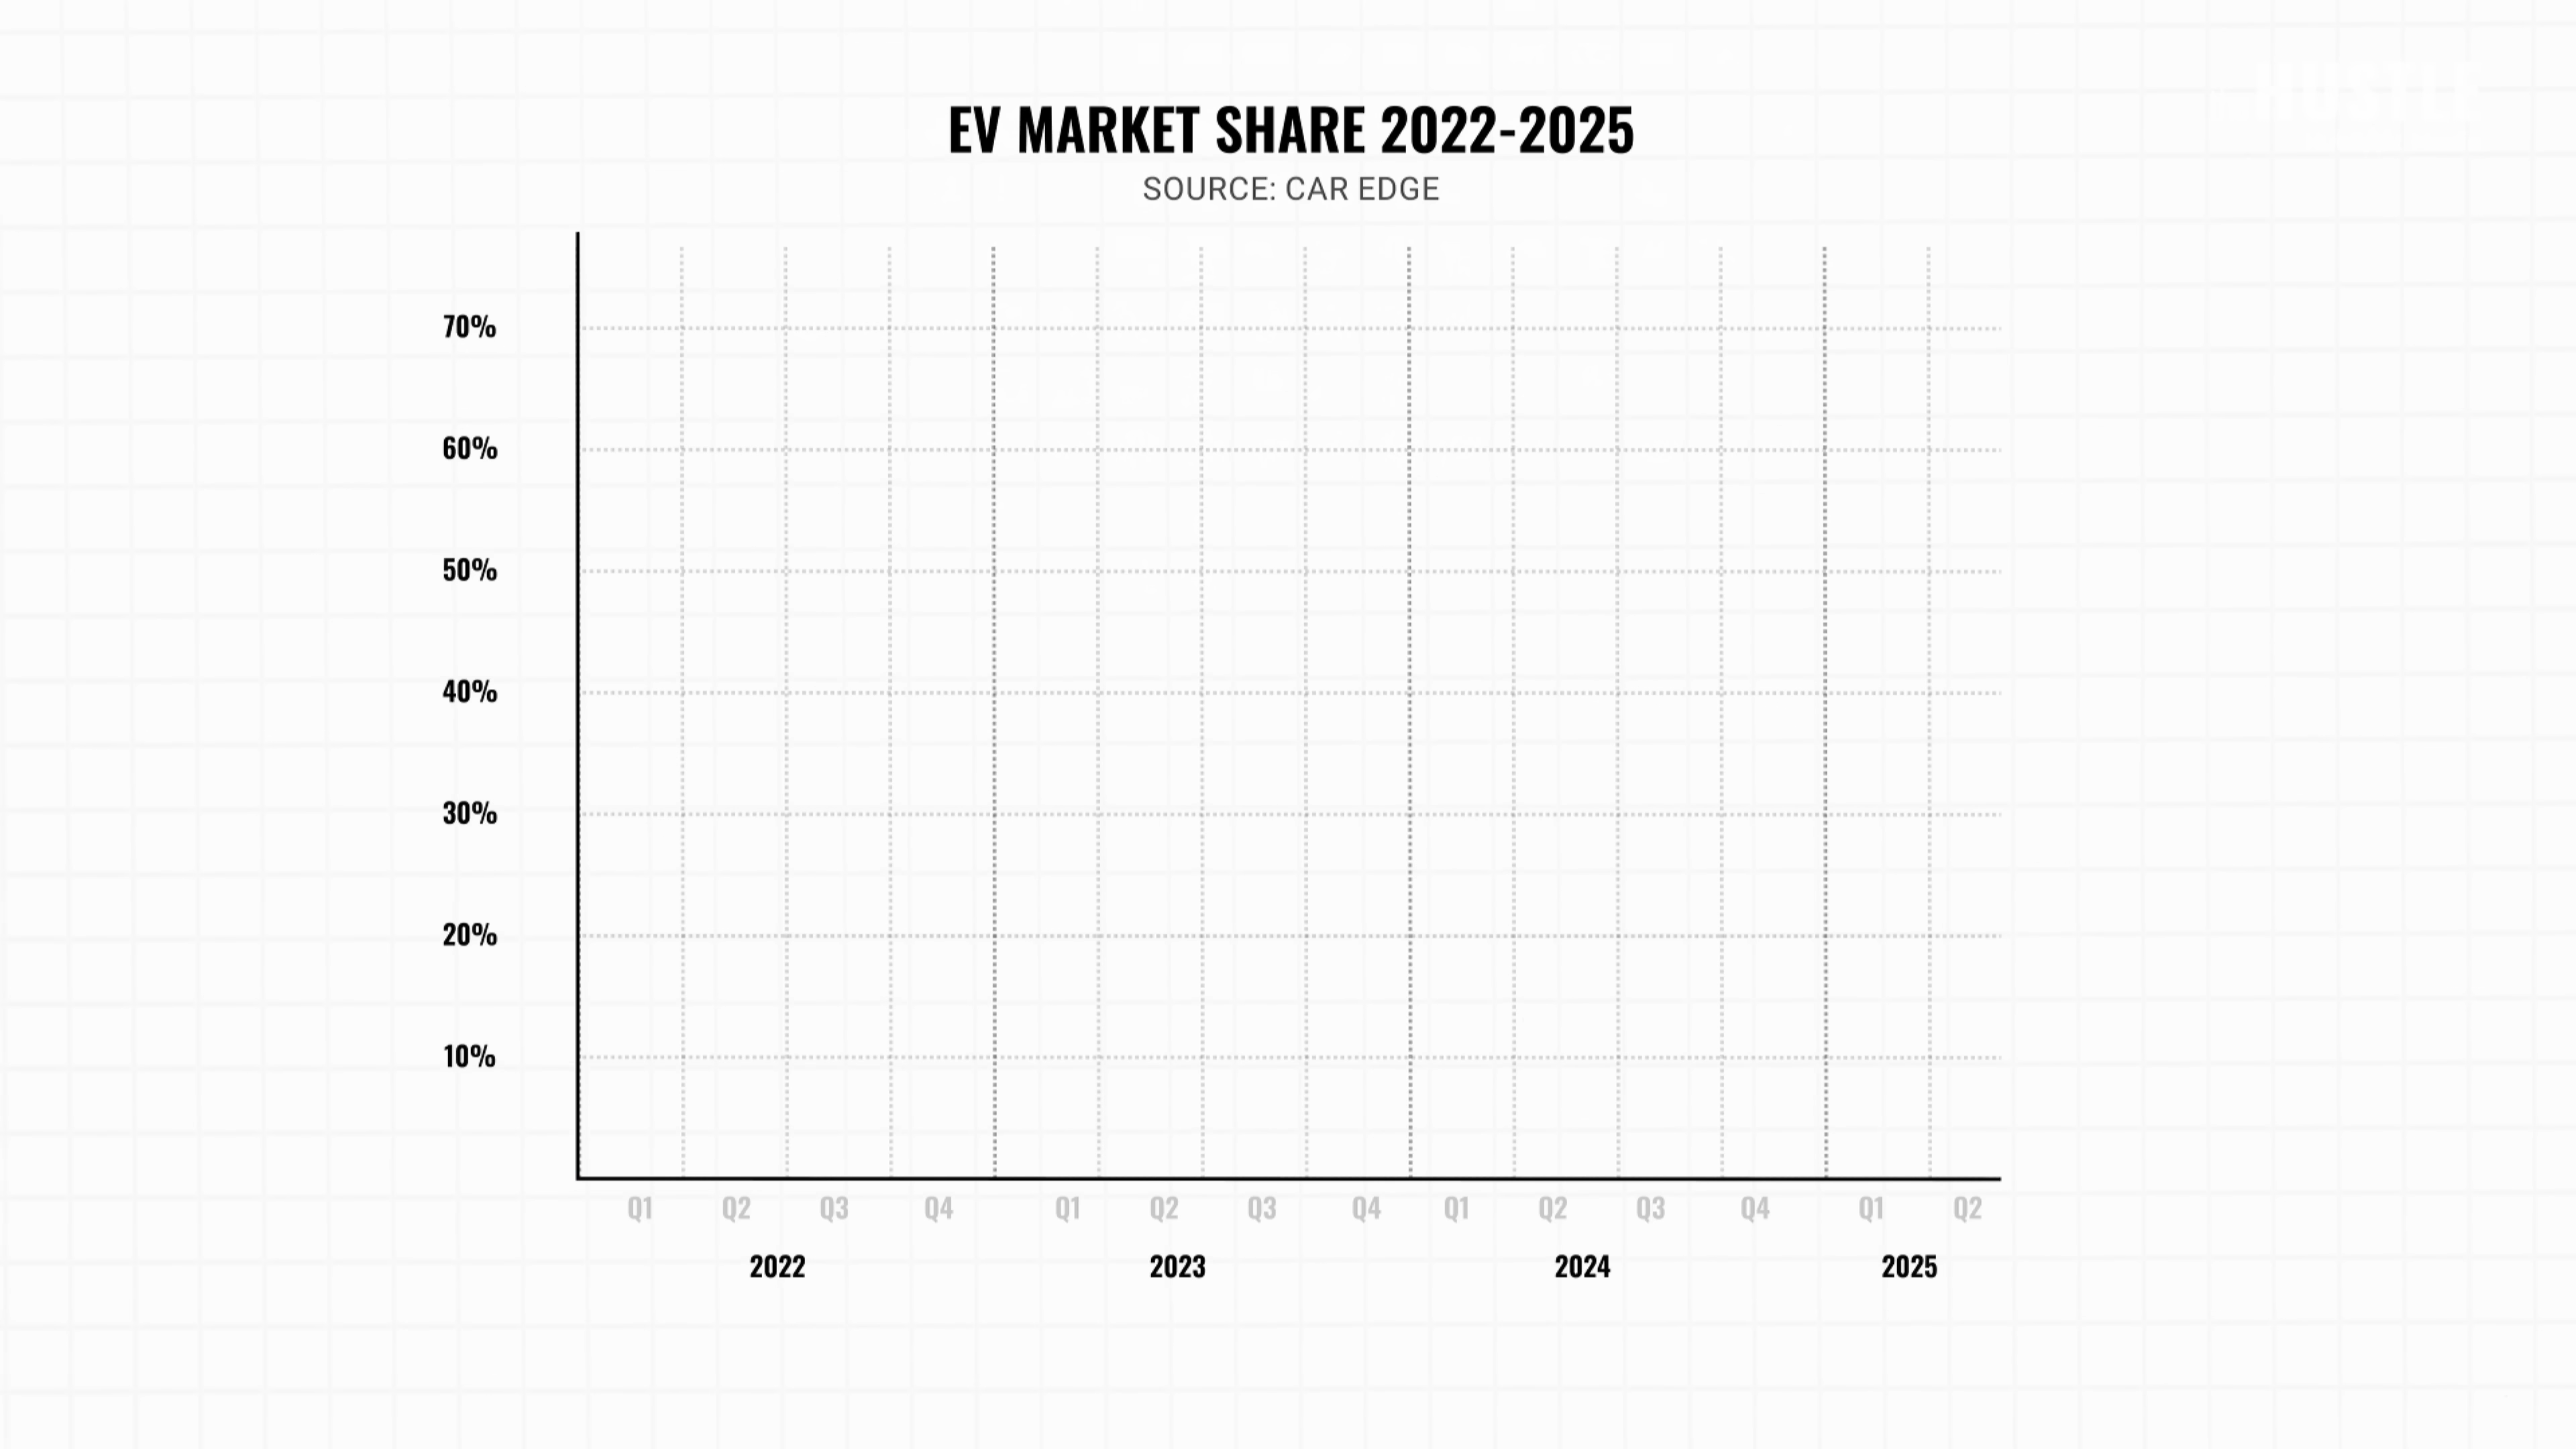 EV MARKET SHARE 2022-2025
SOURCE: CAR EDGE
70%
60%
50%
40%
30%
20%
10%
Q1 Q2 Q3 Q4 Q1 Q2 Q3 Q4 Q1 Q2 Q3 Q4 Q1 Q2
2022 2023 2024 2025